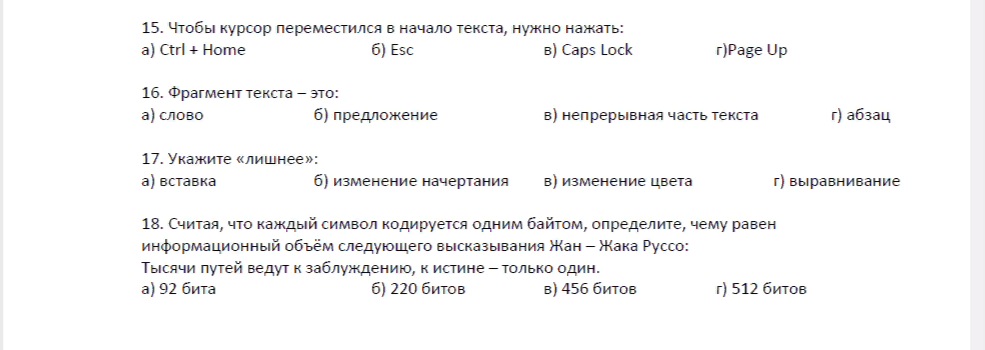 15. Чтобы курсор переместился в начало текста, нужно нажать:
а) Ctrl + Home б) Esc в) Caps Lock г)Page Up
16. Фрагмент текста – это:
а) слово б) предложение в) непрерывная часть текста г) абзац
17. Укажите «лишнее»:
а) вставка б) изменение начертания в) изменение цвета г) выравнивание
18. Считая, что каждый символ кодируется одним байтом, определите, чему равен
информационный объём следующего высказывания Жан – Жака Руссо:
Тысячи путей ведут к заблуждению, к истине – только один.
а) 92 бита б) 220 битов в) 456 битов г) 512 битов